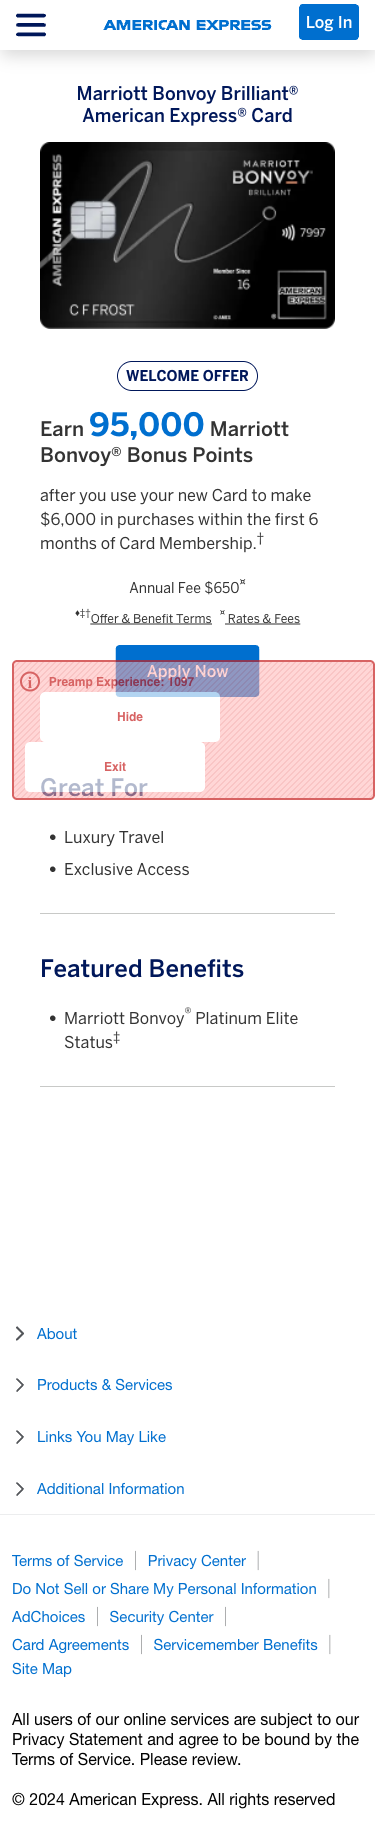 AMERICAN EXPRESS
Log In
Marriott Bonvoy Brilliant®
American Express® Card
AMERICAN EXPRESS
MARRIOTT
BONVOY®
BRILLIANT
7997
Member Since
16
C F FROST
© AMEX
®
AMERICAN
EXPRESS
WELCOME OFFER
Earn 95,000 Marriott
Bonvoy® Bonus Points
after you use your new Card to make
$6,000 in purchases within the first 6
months of Card Membership.†
Annual Fee $650¤
♦‡†Offer & Benefit Terms ¤ Rates & Fees
Apply Now
Preamp Experience: 1097
Hide
Exit
Great For
• Luxury Travel
• Exclusive Access
Featured Benefits
• Marriott Bonvoy® Platinum Elite
Status‡
About
Products & Services
Links You May Like
Additional Information
Terms of Service | Privacy Center |
Do Not Sell or Share My Personal Information |
AdChoices | Security Center |
Card Agreements | Servicemember Benefits |
Site Map
All users of our online services are subject to our
Privacy Statement and agree to be bound by the
Terms of Service. Please review.
© 2024 American Express. All rights reserved